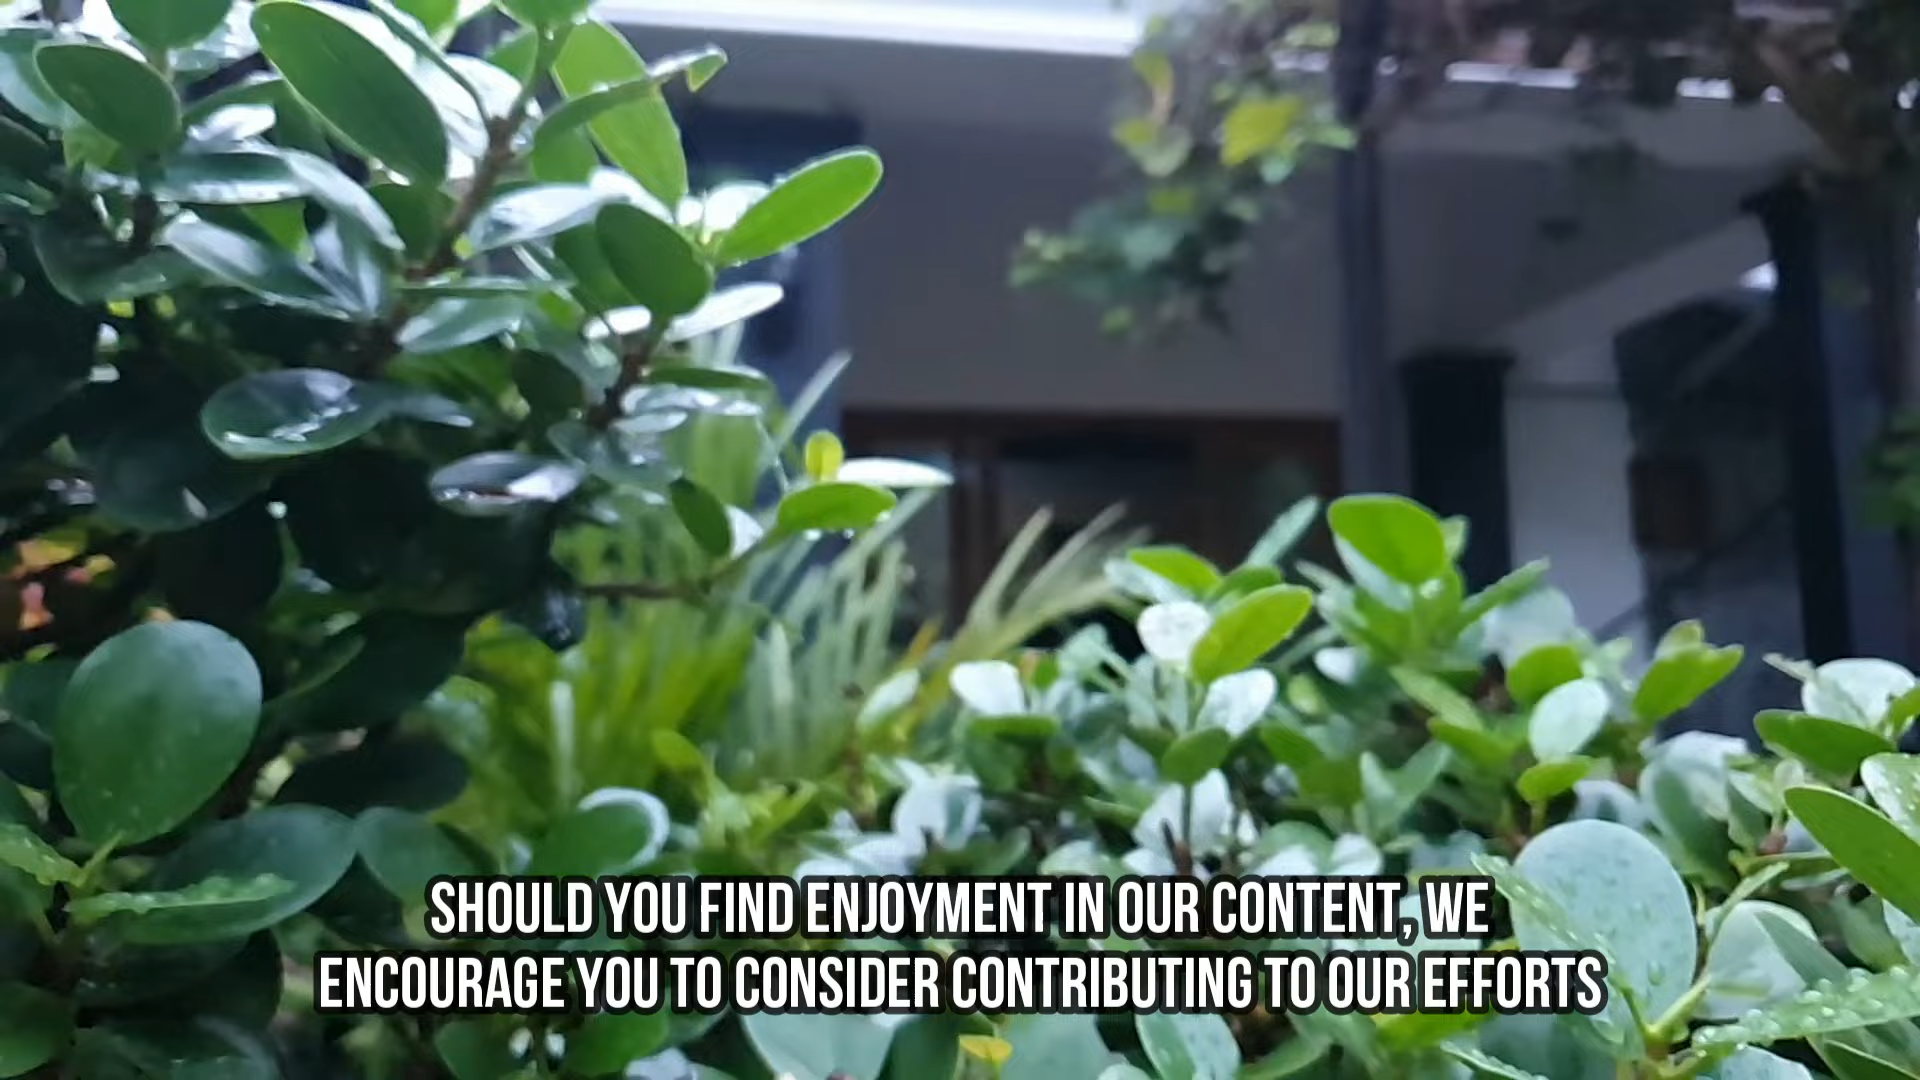 SHOULD YOU FIND ENJOYMENT IN OUR CONTENT, WE
ENCOURAGE YOU TO CONSIDER CONTRIBUTING TO OUR EFFORTS